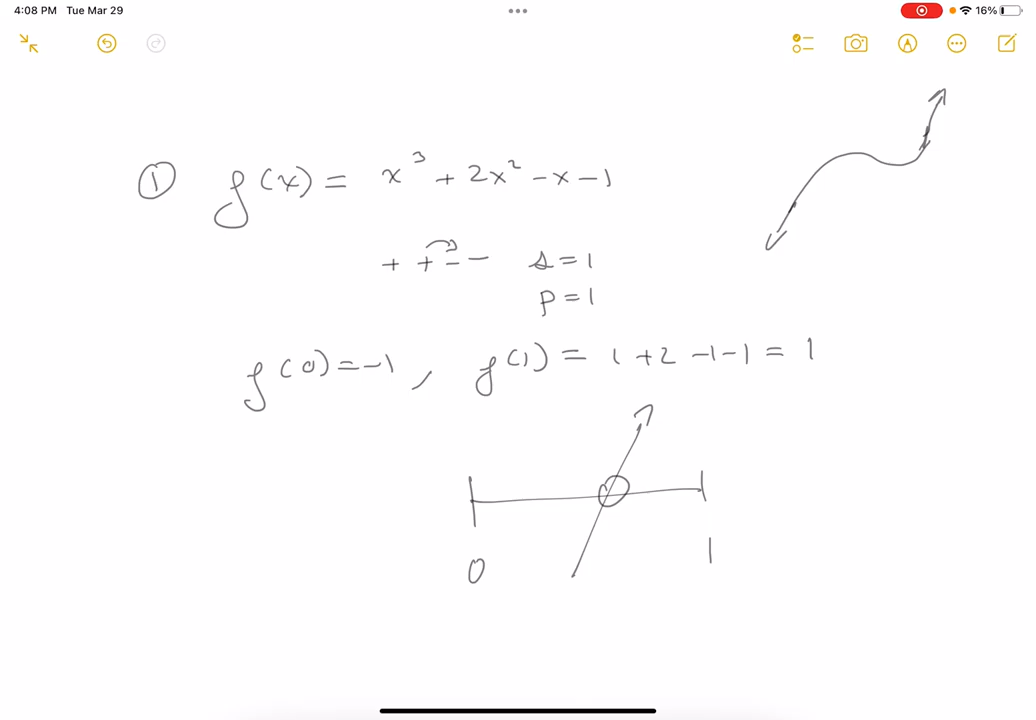 4:08 PM Tue Mar 29
16%
① f(x) = x³ + 2x² - x - 1
+ + - - s = 1
p = 1
f(0) = -1, f(1) = 1 + 2 - 1 - 1 = 1
0 1